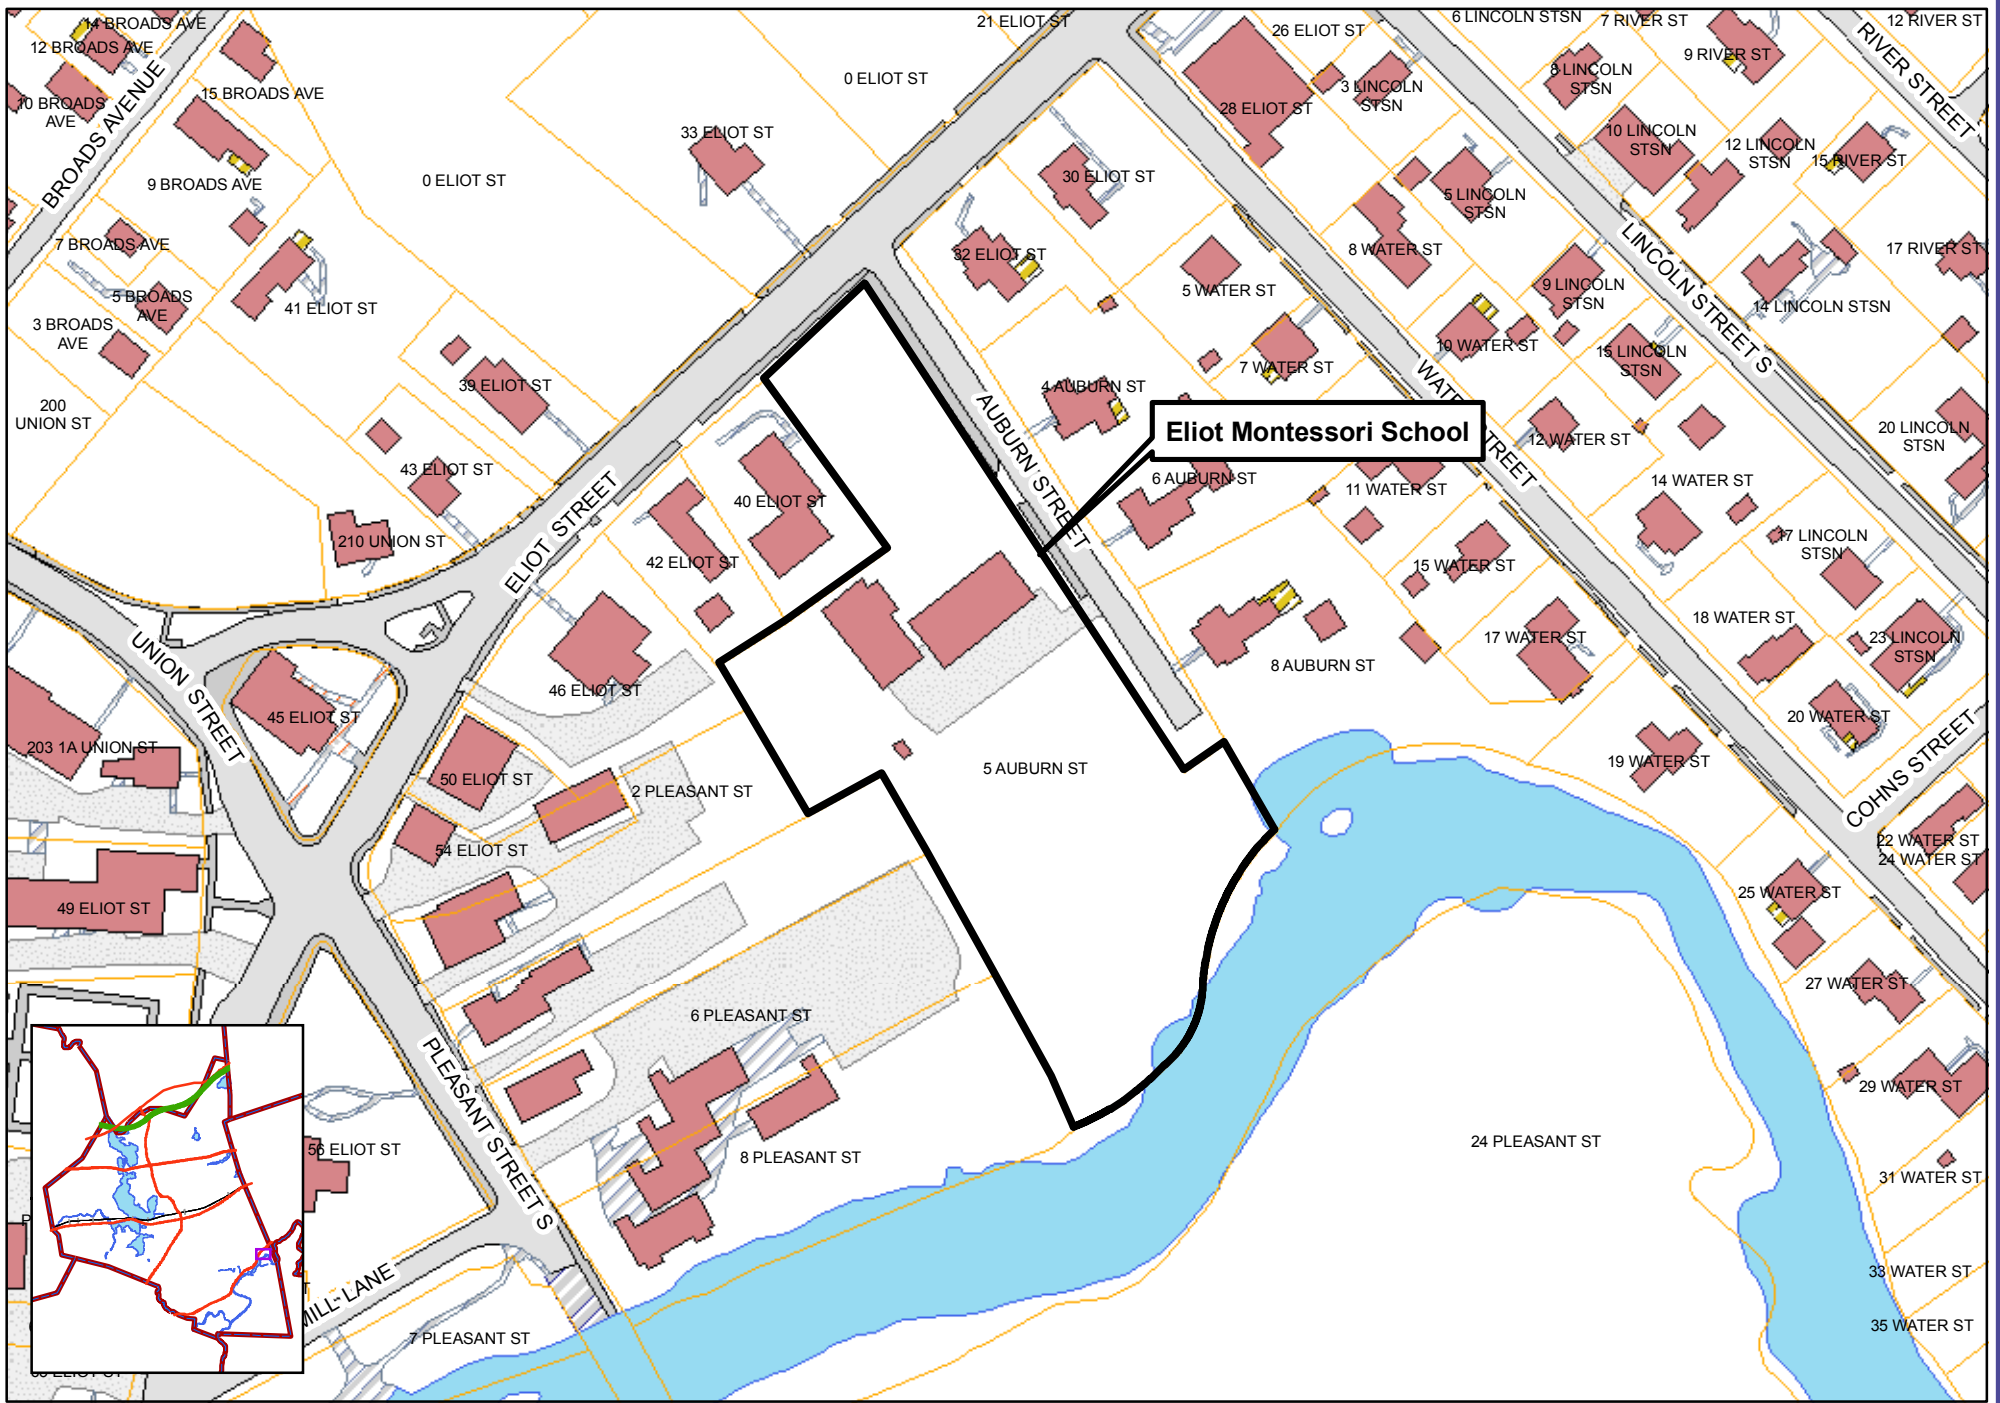 14 BROADS AVE
12 BROADS AVE
10 BROADS
AVE
BROADS AVENUE
15 BROADS AVE
9 BROADS AVE
7 BROADS AVE
5 BROADS
AVE
3 BROADS
AVE
200
UNION ST
0 ELIOT ST
41 ELIOT ST
39 ELIOT ST
43 ELIOT ST
210 UNION ST
33 ELIOT ST
0 ELIOT ST
21 ELIOT ST
26 ELIOT ST
28 ELIOT ST
30 ELIOT ST
32 ELIOT ST
6 LINCOLN STSN
7 RIVER ST
12 RIVER ST
9 RIVER ST
RIVER STREET
8 LINCOLN
STSN
3 LINCOLN
STSN
10 LINCOLN
STSN
12 LINCOLN
STSN
15 RIVER ST
5 LINCOLN
STSN
8 WATER ST
5 WATER ST
17 RIVER ST
9 LINCOLN
STSN
14 LINCOLN STSN
LINCOLN STREET S
10 WATER ST
15 LINCOLN
STSN
7 WATER ST
4 AUBURN ST
AUBURN STREET
Eliot Montessori School
WATER STREET
12 WATER ST
20 LINCOLN
STSN
6 AUBURN ST
11 WATER ST
14 WATER ST
17 LINCOLN
STSN
15 WATER ST
18 WATER ST
17 WATER ST
23 LINCOLN
STSN
8 AUBURN ST
20 WATER ST
19 WATER ST
COHNS STREET
22 WATER ST
24 WATER ST
25 WATER ST
27 WATER ST
29 WATER ST
31 WATER ST
33 WATER ST
35 WATER ST
24 PLEASANT ST
5 AUBURN ST
ELIOT STREET
40 ELIOT ST
42 ELIOT ST
46 ELIOT ST
UNION STREET
45 ELIOT ST
203 1A UNION ST
50 ELIOT ST
2 PLEASANT ST
54 ELIOT ST
49 ELIOT ST
6 PLEASANT ST
PLEASANT STREET S
8 PLEASANT ST
56 ELIOT ST
MILL LANE
7 PLEASANT ST